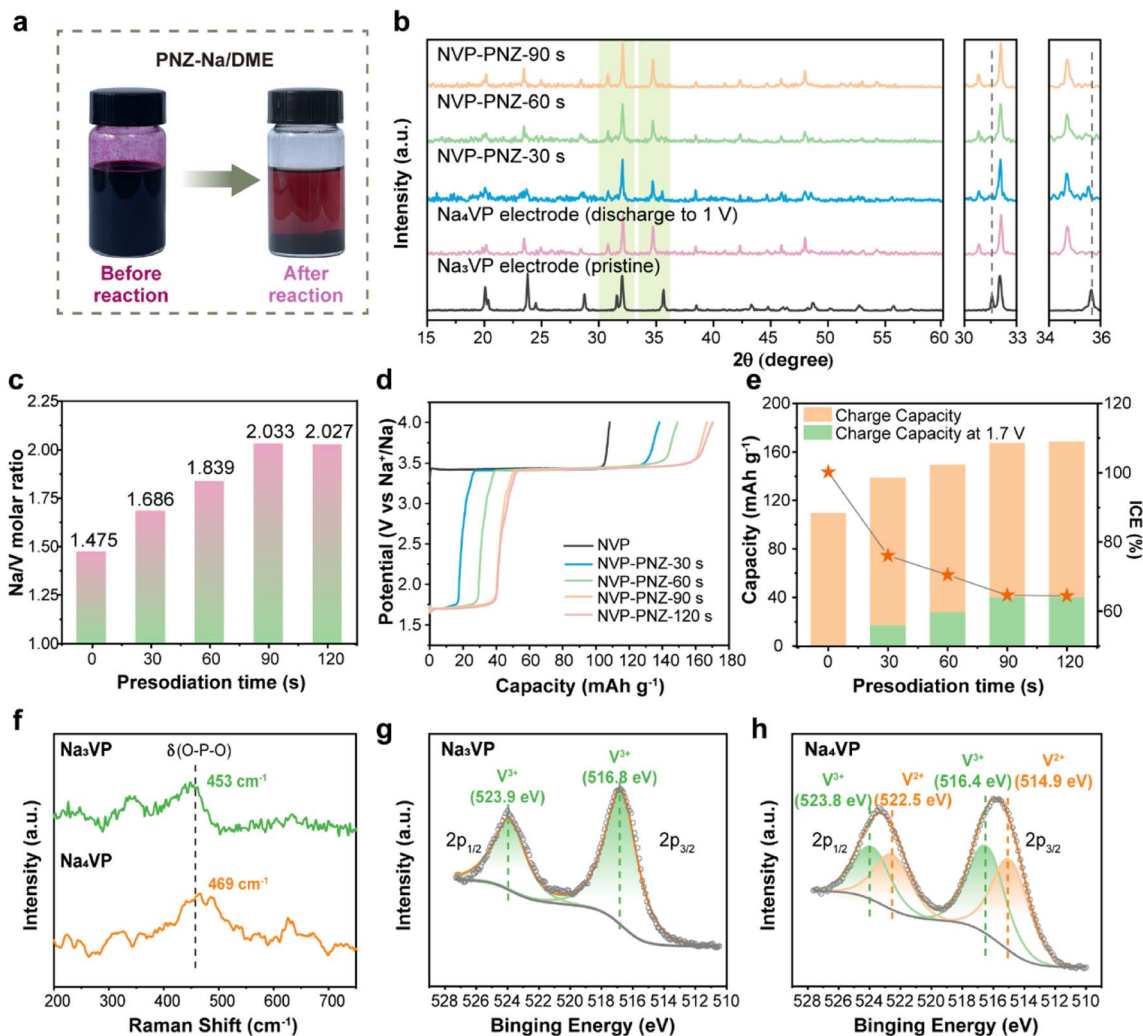 a
PNZ-Na/DME
Before
reaction
After
reaction
b
NVP-PNZ-90 s
NVP-PNZ-60 s
NVP-PNZ-30 s
Na₄VP electrode (discharge to 1 V)
Na₃VP electrode (pristine)
Intensity (a.u.)
15 20 25 30 35 40 45 50 55 60 30 33 34 36
2θ (degree)
c
Na/V molar ratio
2.25
2.00
1.75
1.50
1.25
1.00
1.475
1.686
1.839
2.033
2.027
0 30 60 90 120
Presodiation time (s)
d
Potential (V vs Na⁺/Na)
4.0
3.5
3.0
2.5
2.0
1.5
NVP
NVP-PNZ-30 s
NVP-PNZ-60 s
NVP-PNZ-90 s
NVP-PNZ-120 s
0 20 40 60 80 100 120 140 160 180
Capacity (mAh g⁻¹)
e
Charge Capacity
Charge Capacity at 1.7 V
Capacity (mAh g⁻¹)
200
160
120
80
40
0
120
100
80
60
ICE (%)
0 30 60 90 120
Presodiation time (s)
f
Na₃VP
δ(O-P-O)
453 cm⁻¹
Na₄VP
469 cm⁻¹
Intensity (a.u.)
200 300 400 500 600 700
Raman Shift (cm⁻¹)
g
Na₃VP
V³⁺
(523.9 eV)
V³⁺
(516.8 eV)
2p₁/₂
2p₃/₂
Intensity (a.u.)
528 526 524 522 520 518 516 514 512 510
Binging Energy (eV)
h
Na₄VP
V³⁺
(523.8 eV)
V²⁺
(522.5 eV)
V³⁺
(516.4 eV)
V²⁺
(514.9 eV)
2p₁/₂
2p₃/₂
Intensity (a.u.)
528 526 524 522 520 518 516 514 512 510
Binging Energy (eV)